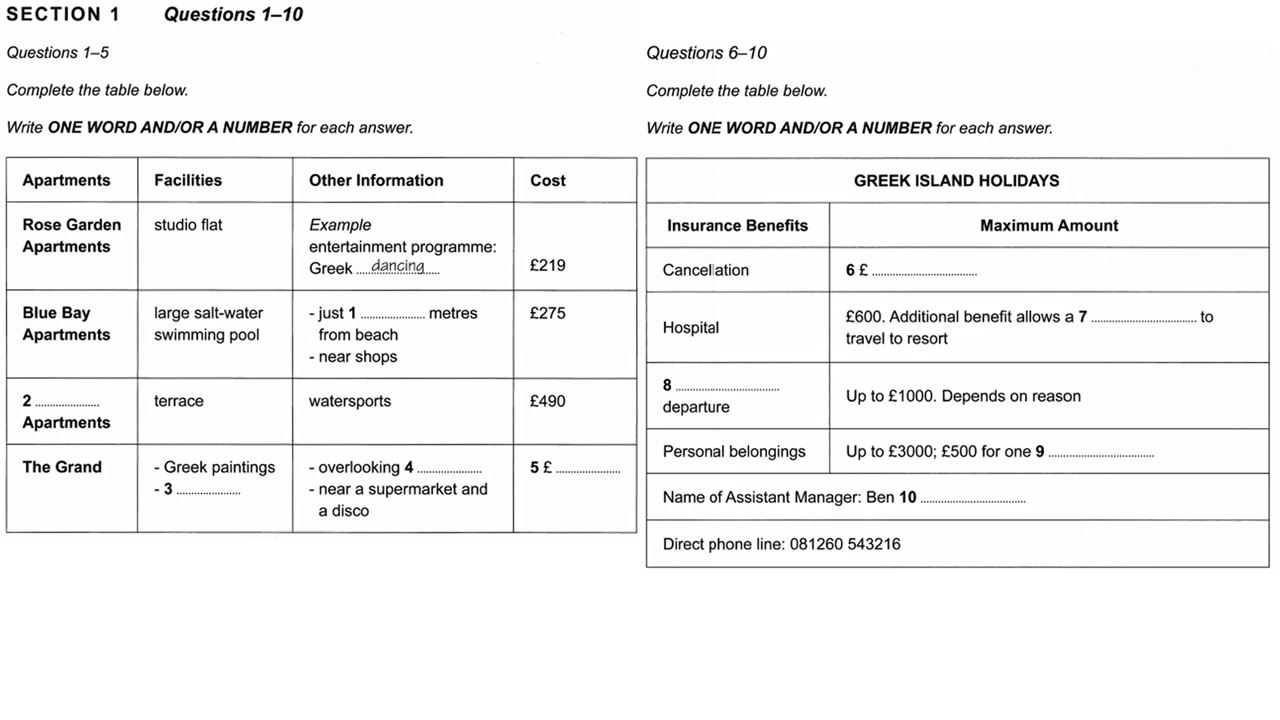 SECTION 1 Questions 1–10
Questions 1–5
Complete the table below.
Write ONE WORD AND/OR A NUMBER for each answer.
Apartments Facilities Other Information Cost
Rose Garden Apartments studio flat Example
entertainment programme:
Greek ....dancing.... £219
Blue Bay Apartments large salt-water swimming pool - just 1 ...................... metres
from beach
- near shops £275
2 ......................
Apartments terrace watersports £490
The Grand - Greek paintings
- 3 ...................... - overlooking 4 ......................
- near a supermarket and
a disco 5 £ ......................
Questions 6–10
Complete the table below.
Write ONE WORD AND/OR A NUMBER for each answer.
GREEK ISLAND HOLIDAYS
Insurance Benefits Maximum Amount
Cancellation 6 £ ...................................
Hospital £600. Additional benefit allows a 7 ................................... to
travel to resort
8 ...................................
departure Up to £1000. Depends on reason
Personal belongings Up to £3000; £500 for one 9 ...................................
Name of Assistant Manager: Ben 10 ...................................
Direct phone line: 081260 543216